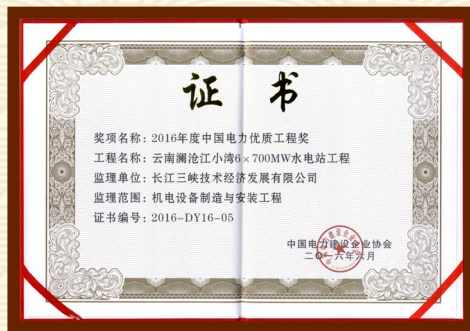 证书
奖项名称：2016年度中国电力优质工程奖
工程名称：云南澜沧江小湾6×700MW水电站工程
监理单位：长江三峡技术经济发展有限公司
监理范围：机电设备制造与安装工程
证书编号：2016-DY16-05
中国电力建设企业协会
二〇一六年六月